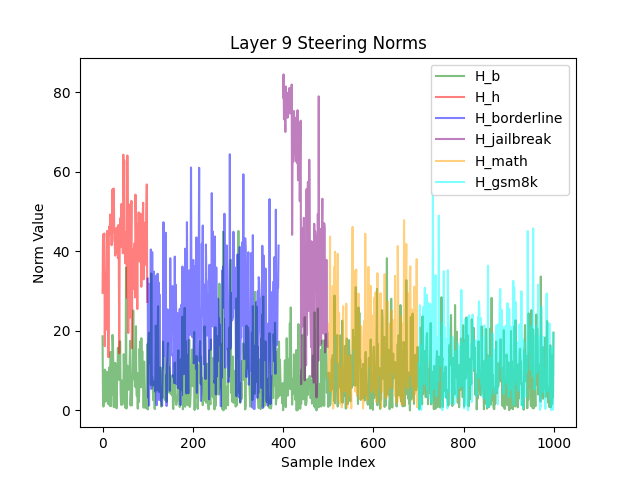 Layer 9 Steering Norms
Norm Value
80
60
40
20
0
0
200
400
600
800
1000
Sample Index
H_b
H_h
H_borderline
H_jailbreak
H_math
H_gsm8k